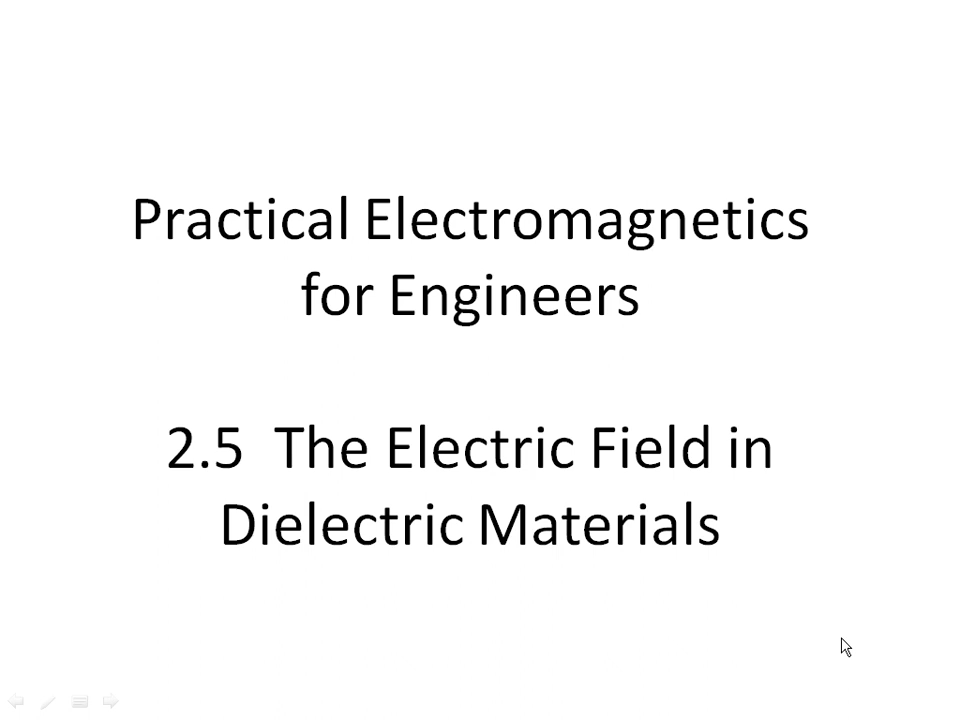 Practical Electromagnetics
for Engineers
2.5  The Electric Field in
Dielectric Materials